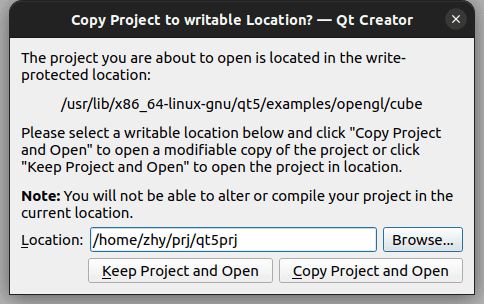 Copy Project to writable Location? — Qt Creator
The project you are about to open is located in the write-
protected location:
/usr/lib/x86_64-linux-gnu/qt5/examples/opengl/cube
Please select a writable location below and click "Copy Project
and Open" to open a modifiable copy of the project or click
"Keep Project and Open" to open the project in location.
Note: You will not be able to alter or compile your project in the
current location.
Location: /home/zhy/prj/qt5prj Browse...
Keep Project and Open Copy Project and Open